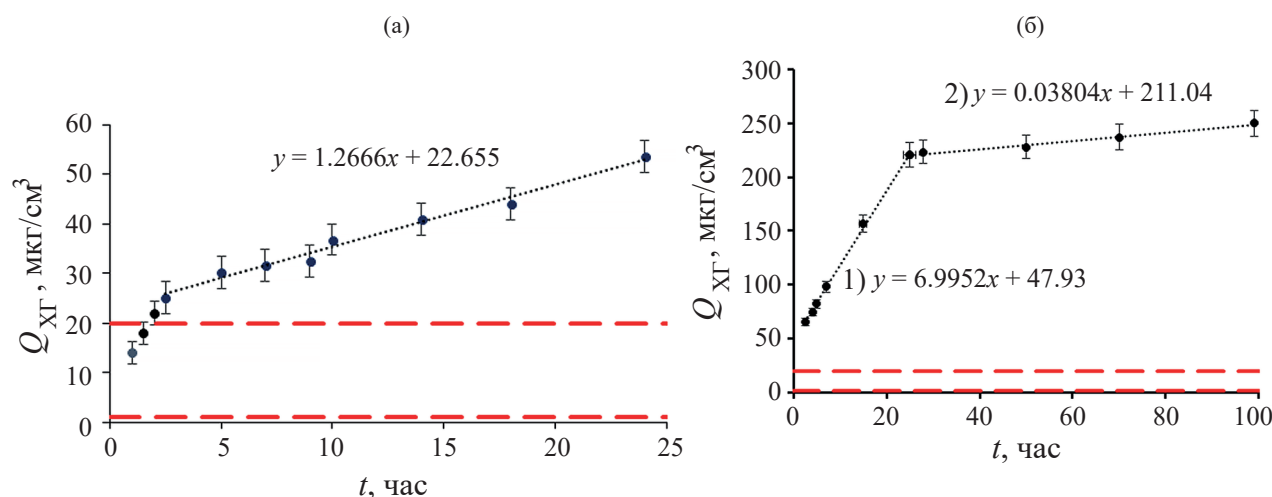 (а)
60
50
40
30
20
10
0
Q ХГ, мкг/см³
y = 1.2666x + 22.655
0 5 10 15 20 25
t, час
(б)
300
250
200
150
100
50
0
Q ХГ, мкг/см³
2) y = 0.03804x + 211.04
1) y = 6.9952x + 47.93
0 20 40 60 80 100
t, час